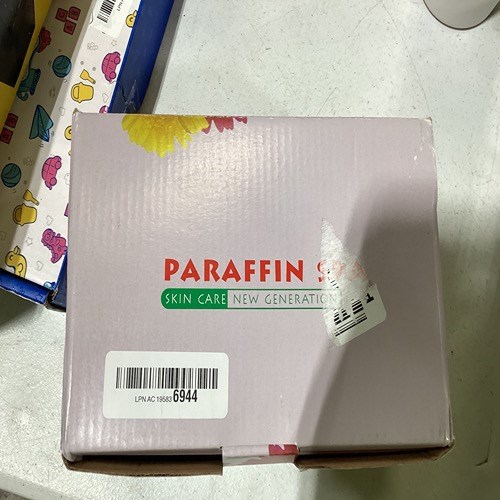 PARAFFIN
SKIN CARE NEW GENERATION
LPN AC 19583 6944